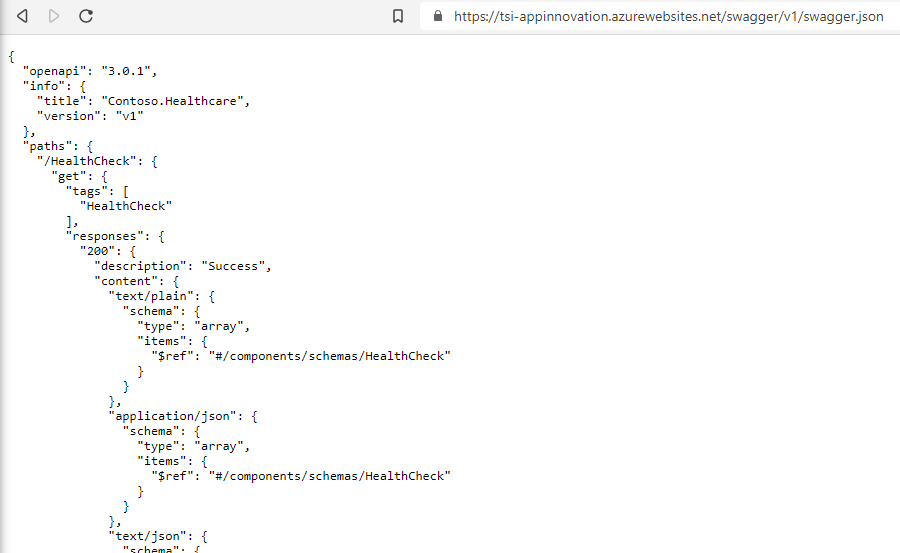 https://tsi-appinnovation.azurewebsites.net/swagger/v1/swagger.json
{
  "openapi": "3.0.1",
  "info": {
    "title": "Contoso.Healthcare",
    "version": "v1"
  },
  "paths": {
    "/HealthCheck": {
      "get": {
        "tags": [
          "HealthCheck"
        ],
        "responses": {
          "200": {
            "description": "Success",
            "content": {
              "text/plain": {
                "schema": {
                  "type": "array",
                  "items": {
                    "$ref": "#/components/schemas/HealthCheck"
                  }
                }
              },
              "application/json": {
                "schema": {
                  "type": "array",
                  "items": {
                    "$ref": "#/components/schemas/HealthCheck"
                  }
                }
              },
              "text/json": {
                "schema": {